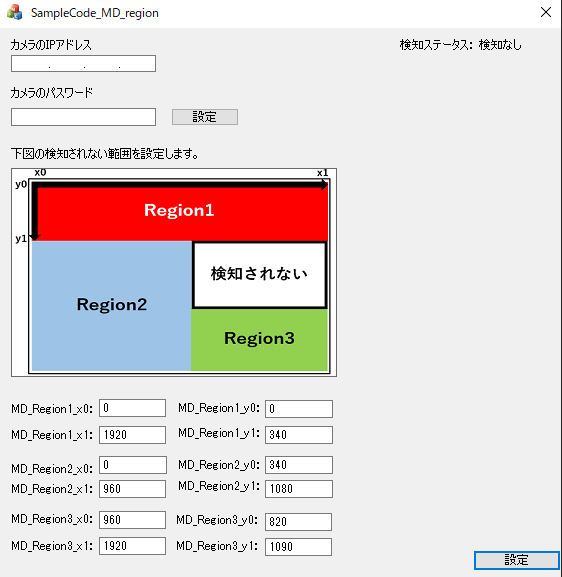 SampleCode_MD_region
カメラのIPアドレス
検知ステータス: 検知なし
. . .
カメラのパスワード
設定
下図の検知されない範囲を設定します。
x0 x1
y0
Region1
y1
検知されない
Region2
Region3
MD_Region1_x0: 0 MD_Region1_y0: 0
MD_Region1_x1: 1920 MD_Region1_y1: 340
MD_Region2_x0: 0 MD_Region2_y0: 340
MD_Region2_x1: 960 MD_Region2_y1: 1080
MD_Region3_x0: 960 MD_Region3_y0: 820
MD_Region3_x1: 1920 MD_Region3_y1: 1090
設定